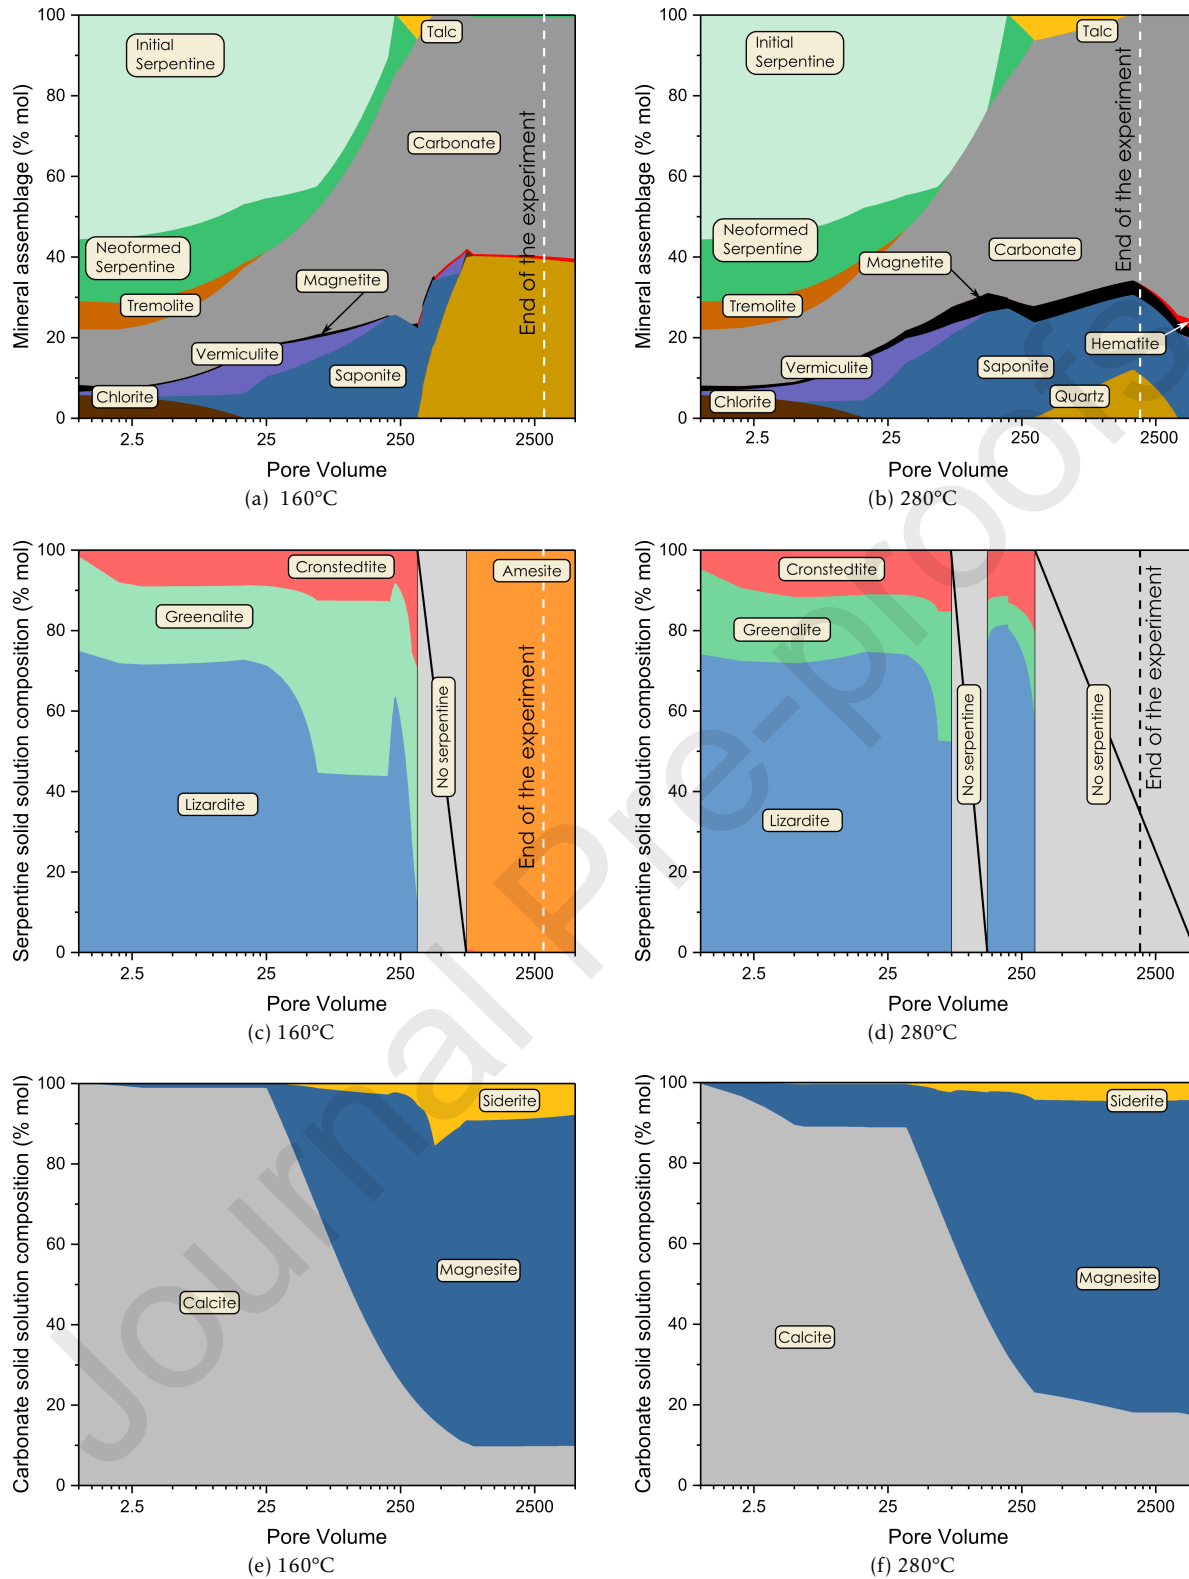 100
80
60
40
20
0
Mineral assemblage (% mol)
Initial
Serpentine
Talc
Carbonate
Neoformed
Serpentine
Tremolite
Magnetite
Vermiculite
Saponite
Chlorite
End of the experiment
2.5 25 250 2500
Pore Volume
(a) 160°C
100
80
60
40
20
0
Mineral assemblage (% mol)
Initial
Serpentine
Talc
End of the experiment
Neoformed
Serpentine
Magnetite
Carbonate
Tremolite
Hematite
Vermiculite
Saponite
Quartz
Chlorite
2.5 25 250 2500
Pore Volume
(b) 280°C
100
80
60
40
20
0
Serpentine solid solution composition (% mol)
Cronstedtite
Amesite
Greenalite
No serpentine
End of the experiment
Lizardite
2.5 25 250 2500
Pore Volume
(c) 160°C
100
80
60
40
20
0
Serpentine solid solution composition (% mol)
Cronstedtite
Greenalite
No serpentine
No serpentine
End of the experiment
Lizardite
2.5 25 250 2500
Pore Volume
(d) 280°C
100
80
60
40
20
0
Carbonate solid solution composition (% mol)
Siderite
Magnesite
Calcite
2.5 25 250 2500
Pore Volume
(e) 160°C
100
80
60
40
20
0
Carbonate solid solution composition (% mol)
Siderite
Magnesite
Calcite
2.5 25 250 2500
Pore Volume
(f) 280°C
Journal Pre-proofs